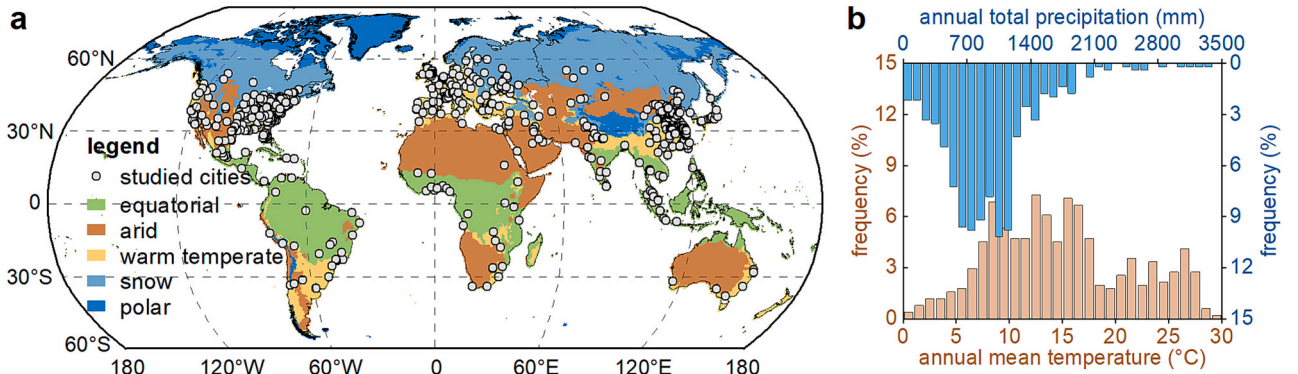 a
60°N
30°N
0
30°S
60°S
180
120°W
60°W
0
60°E
120°E
180
legend
studied cities
equatorial
arid
warm temperate
snow
polar
b
annual total precipitation (mm)
0 700 1400 2100 2800 3500
15
12
9
6
3
0
frequency (%)
0
3
6
9
12
15
frequency (%)
0 5 10 15 20 25 30
annual mean temperature (°C)